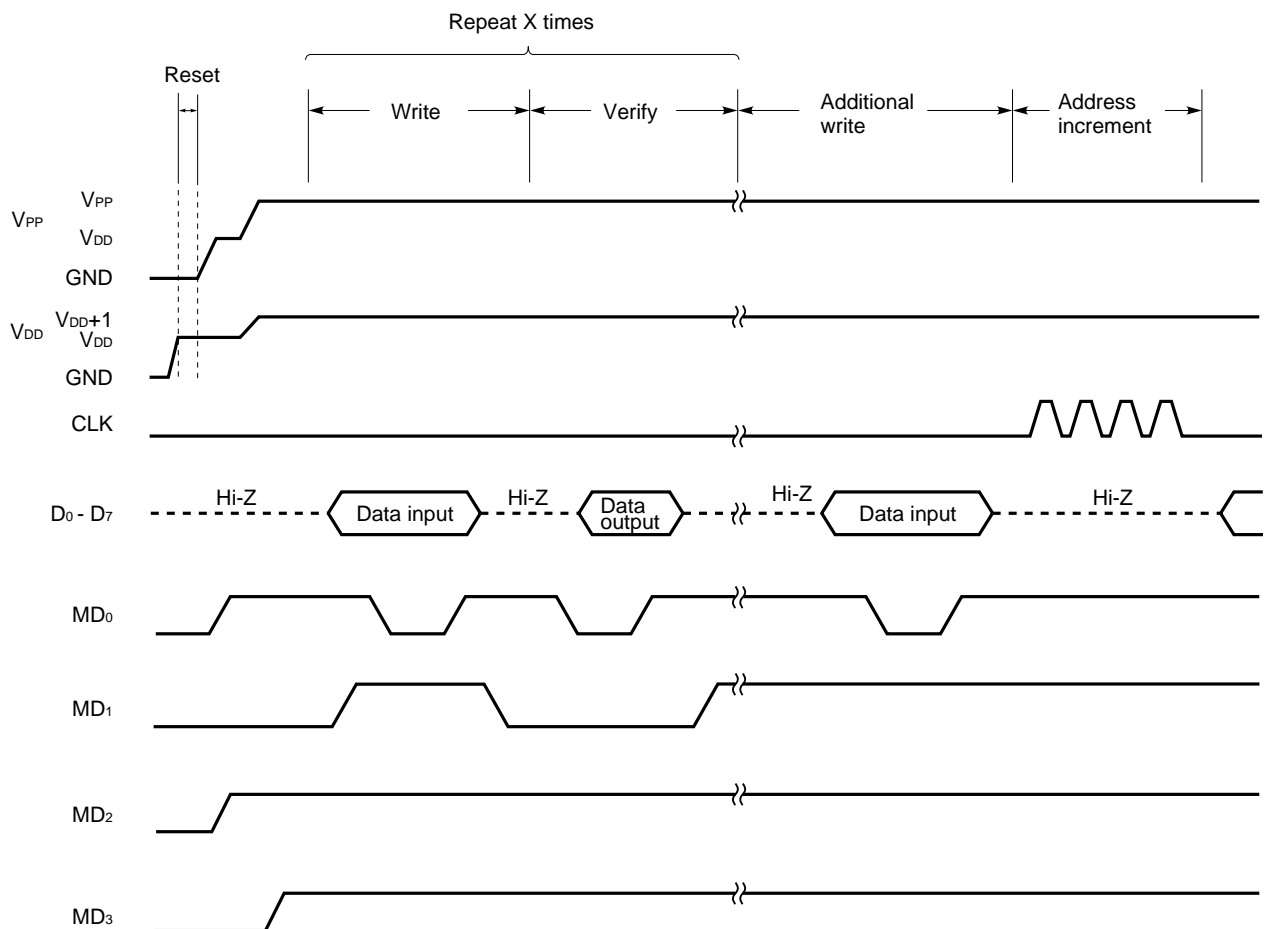 Repeat X times
Reset
Write
Verify
Additional
write
Address
increment
VPP
VPP
VDD
GND
VDD
VDD+1
VDD
GND
CLK
D0 - D7
Hi-Z
Data input
Hi-Z
Data
output
Hi-Z
Data input
Hi-Z
MD0
MD1
MD2
MD3